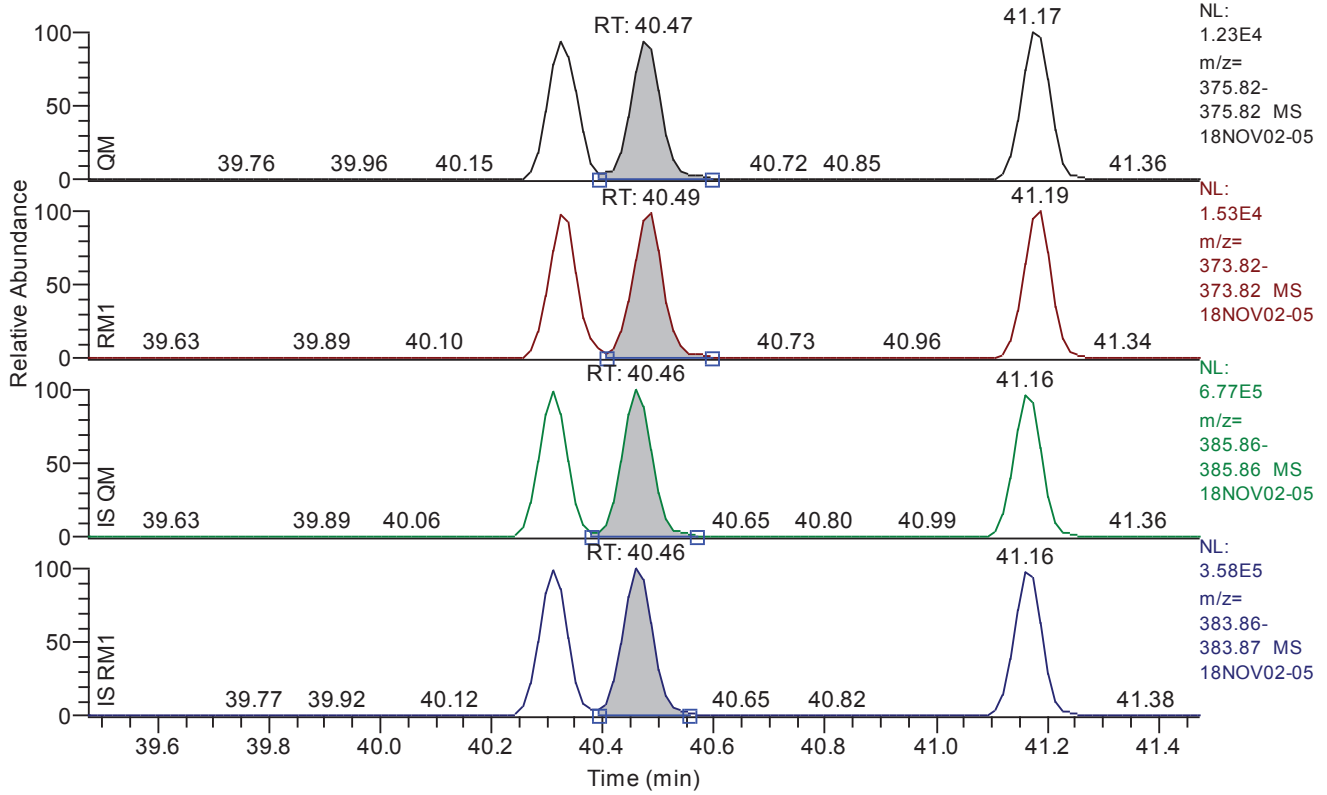 Relative Abundance
RT: 40.47
41.17
100
50
0
QM
39.76 39.96 40.15 40.72 40.85 41.36
NL:
1.23E4
m/z=
375.82-
375.82 MS
18NOV02-05
RT: 40.49
41.19
100
50
0
RM1
39.63 39.89 40.10 40.73 40.96 41.34
NL:
1.53E4
m/z=
373.82-
373.82 MS
18NOV02-05
RT: 40.46
41.16
100
50
0
IS QM
39.63 39.89 40.06 40.65 40.80 40.99 41.36
NL:
6.77E5
m/z=
385.86-
385.86 MS
18NOV02-05
RT: 40.46
41.16
100
50
0
IS RM1
39.77 39.92 40.12 40.65 40.82 41.38
NL:
3.58E5
m/z=
383.86-
383.87 MS
18NOV02-05
39.6 39.8 40.0 40.2 40.4 40.6 40.8 41.0 41.2 41.4
Time (min)